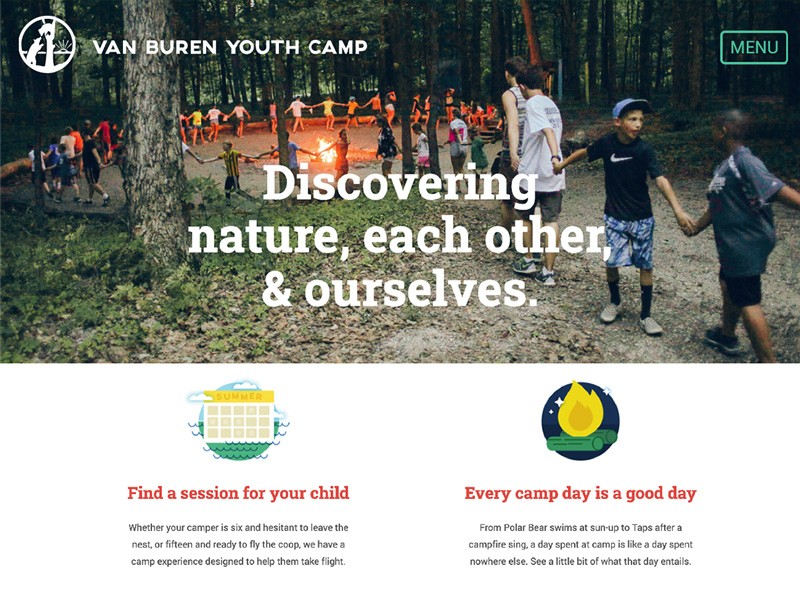 VAN BUREN YOUTH CAMP
MENU
Discovering
nature, each other,
& ourselves.
SUMMER
Find a session for your child
Whether your camper is six and hesitant to leave the
nest, or fifteen and ready to fly the coop, we have a
camp experience designed to help them take flight.
Every camp day is a good day
From Polar Bear swims at sun-up to Taps after a
campfire sing, a day spent at camp is like a day spent
nowhere else. See a little bit of what that day entails.